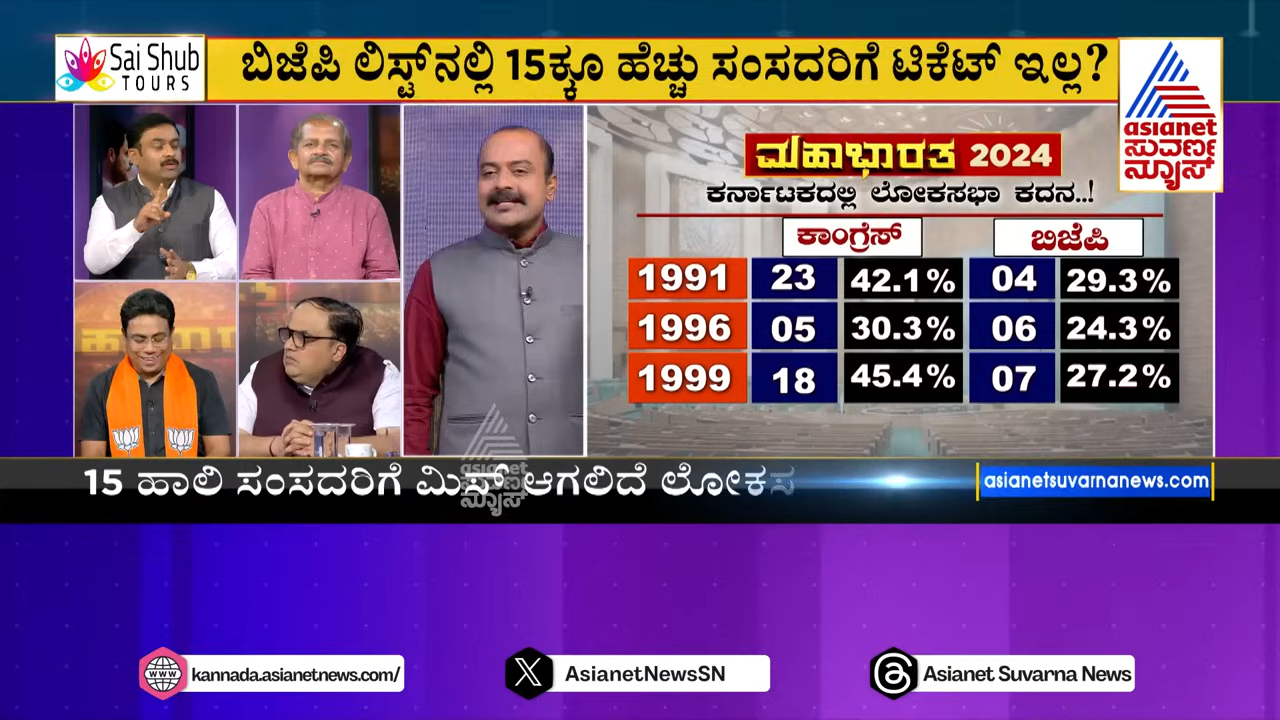 Sai Shub
TOURS
ಬಿಜೆಪಿ ಲಿಸ್ಟ್‌ನಲ್ಲಿ 15ಕ್ಕೂ ಹೆಚ್ಚು ಸಂಸದರಿಗೆ ಟಿಕೆಟ್ ಇಲ್ಲ?
asianet
ಸುವರ್ಣ
ನ್ಯೂಸ್
ಮಹಾಭಾರತ 2024
ಕರ್ನಾಟಕದಲ್ಲಿ ಲೋಕಸಭಾ ಕದನ..!
ಕಾಂಗ್ರೆಸ್ ಬಿಜೆಪಿ
1991 23 42.1% 04 29.3%
1996 05 30.3% 06 24.3%
1999 18 45.4% 07 27.2%
15 ಹಾಲಿ ಸಂಸದರಿಗೆ ಮಿಸ್ ಆಗಲಿದೆ ಲೋಕಸ
asianet
ಸುವರ್ಣ
ನ್ಯೂಸ್
asianetsuvarnanews.com
kannada.asianetnews.com/
AsianetNewsSN
Asianet Suvarna News